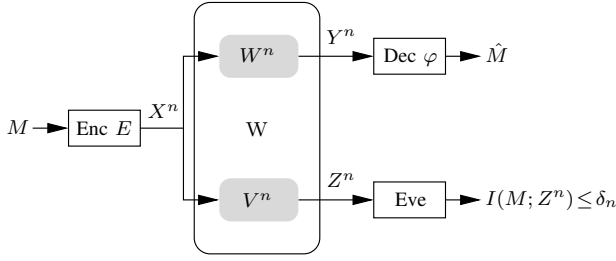 M
Enc E
X^n
W^n
Y^n
Dec φ
M̂
W
V^n
Z^n
Eve
I(M; Z^n) ≤ δ_n